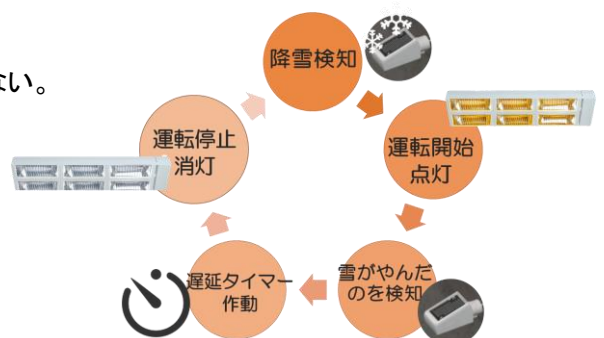 ない。
降雪検知
運転開始
点灯
雪がやんだ
のを検知
遅延タイマー
作動
運転停止
消灯